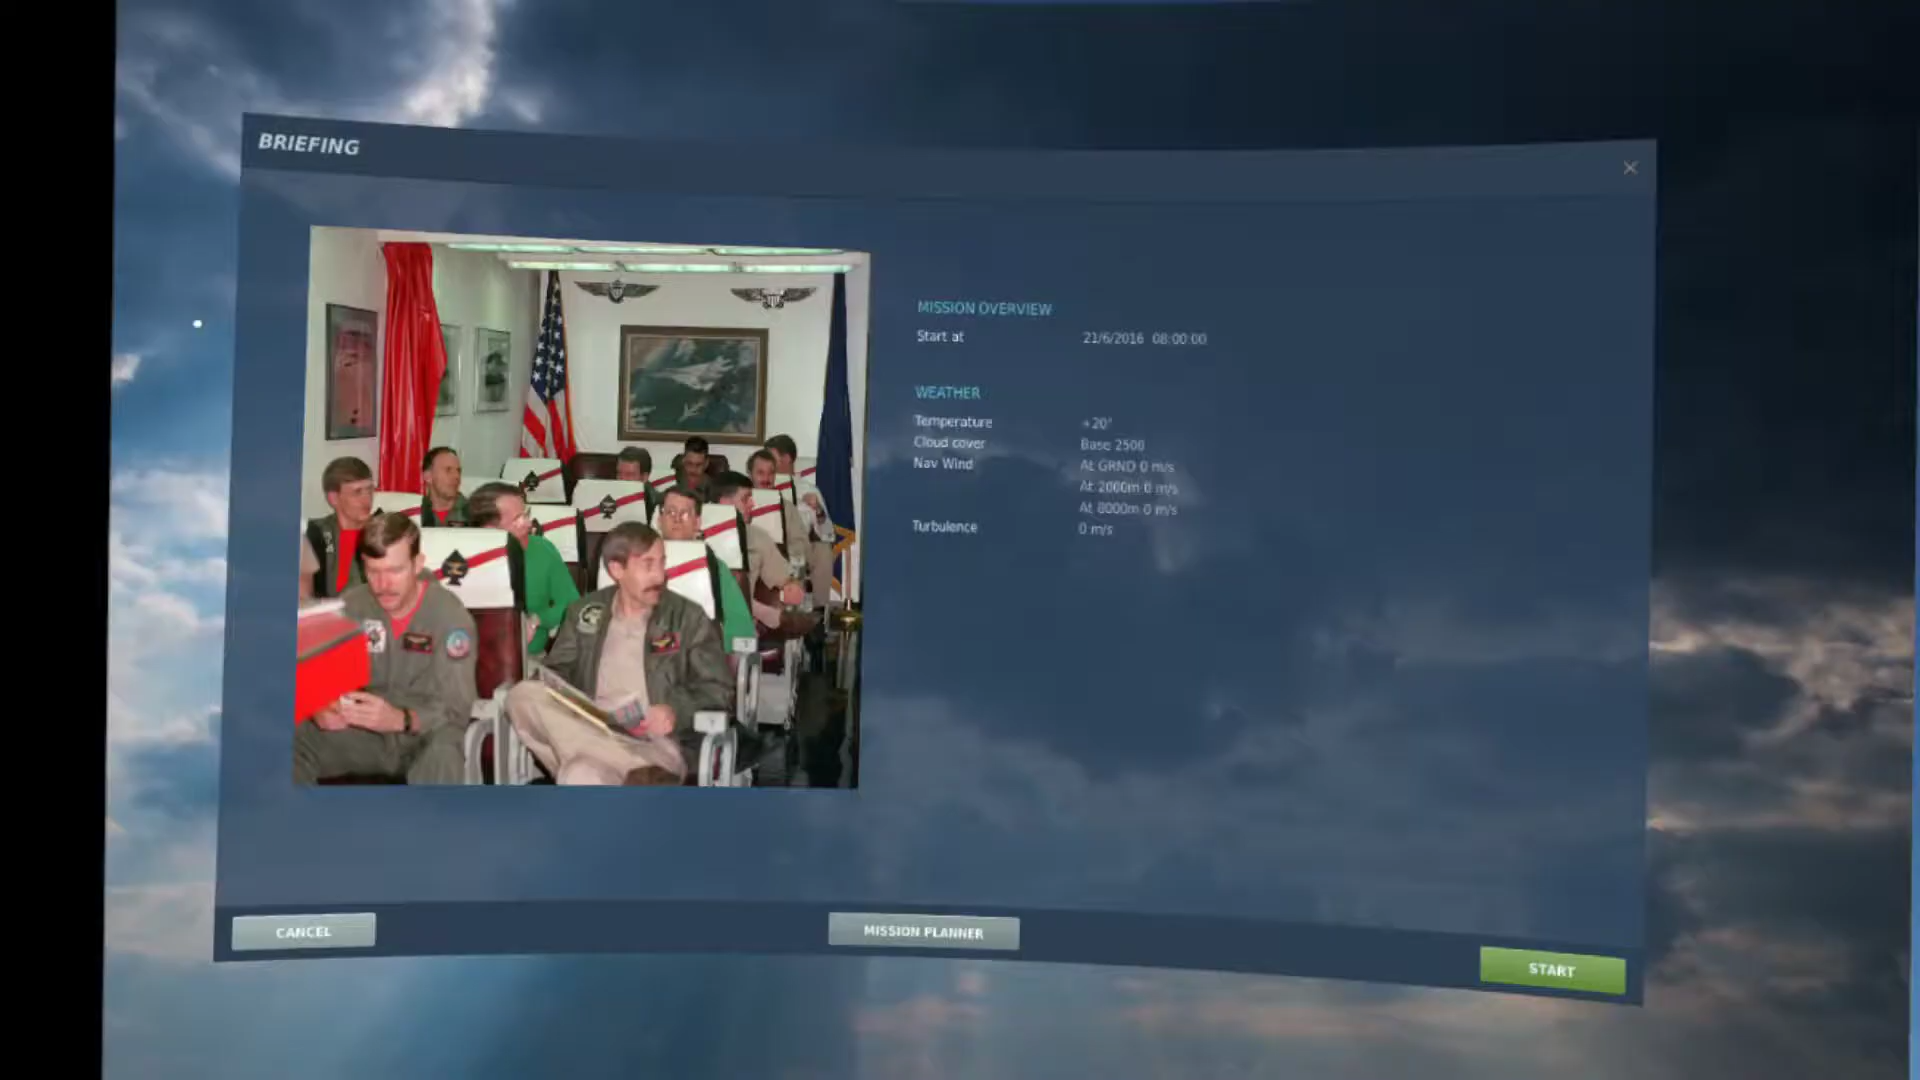 BRIEFING
MISSION OVERVIEW
Start at 21/6/2016 08:00:00
WEATHER
Temperature +20°
Cloud cover Base 2500
Nav Wind At GRND 0 m/s
At 2000m 0 m/s
At 8000m 0 m/s
Turbulence 0 m/s
CANCEL
MISSION PLANNER
START